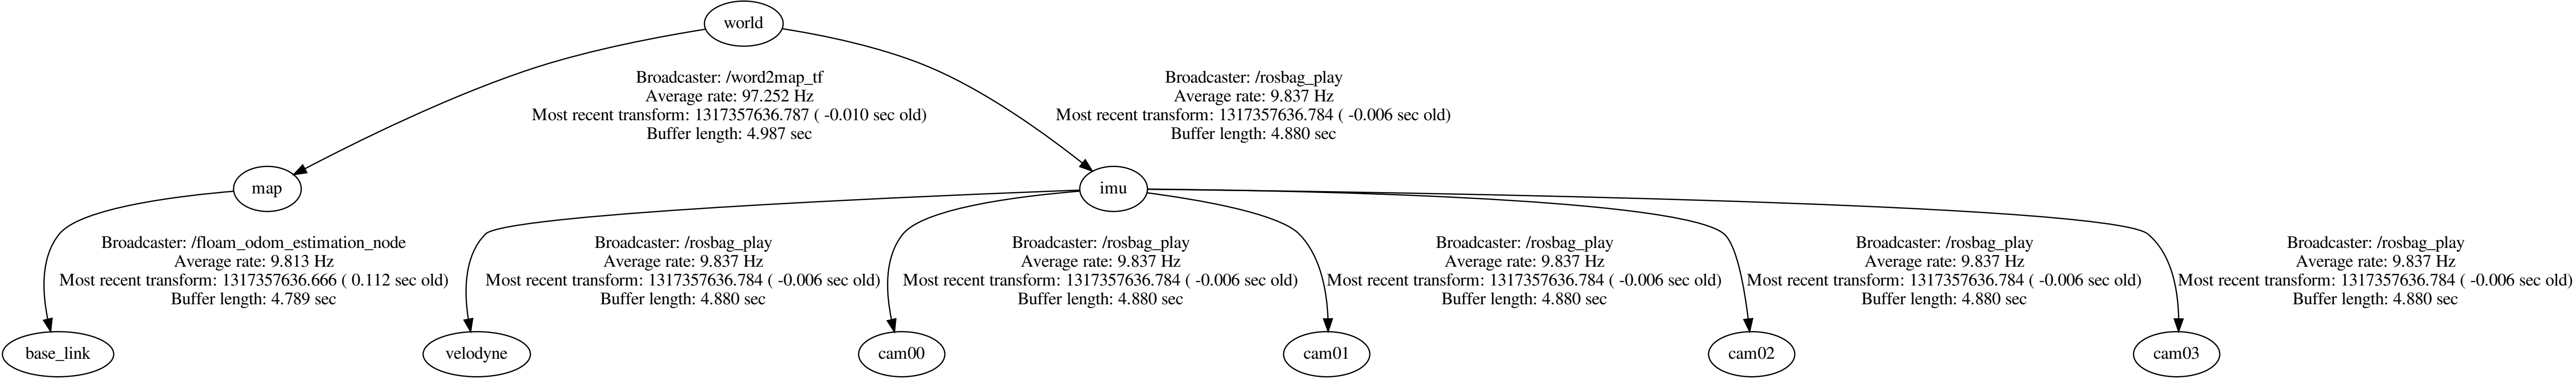 world
Broadcaster: /word2map_tf
Average rate: 97.252 Hz
Most recent transform: 1317357636.787 ( -0.010 sec old)
Buffer length: 4.987 sec
Broadcaster: /rosbag_play
Average rate: 9.837 Hz
Most recent transform: 1317357636.784 ( -0.006 sec old)
Buffer length: 4.880 sec
map
imu
Broadcaster: /floam_odom_estimation_node
Average rate: 9.813 Hz
Most recent transform: 1317357636.666 ( 0.112 sec old)
Buffer length: 4.789 sec
Broadcaster: /rosbag_play
Average rate: 9.837 Hz
Most recent transform: 1317357636.784 ( -0.006 sec old)
Buffer length: 4.880 sec
Broadcaster: /rosbag_play
Average rate: 9.837 Hz
Most recent transform: 1317357636.784 ( -0.006 sec old)
Buffer length: 4.880 sec
Broadcaster: /rosbag_play
Average rate: 9.837 Hz
Most recent transform: 1317357636.784 ( -0.006 sec old)
Buffer length: 4.880 sec
Broadcaster: /rosbag_play
Average rate: 9.837 Hz
Most recent transform: 1317357636.784 ( -0.006 sec old)
Buffer length: 4.880 sec
Broadcaster: /rosbag_play
Average rate: 9.837 Hz
Most recent transform: 1317357636.784 ( -0.006 sec old)
Buffer length: 4.880 sec
base_link
velodyne
cam00
cam01
cam02
cam03